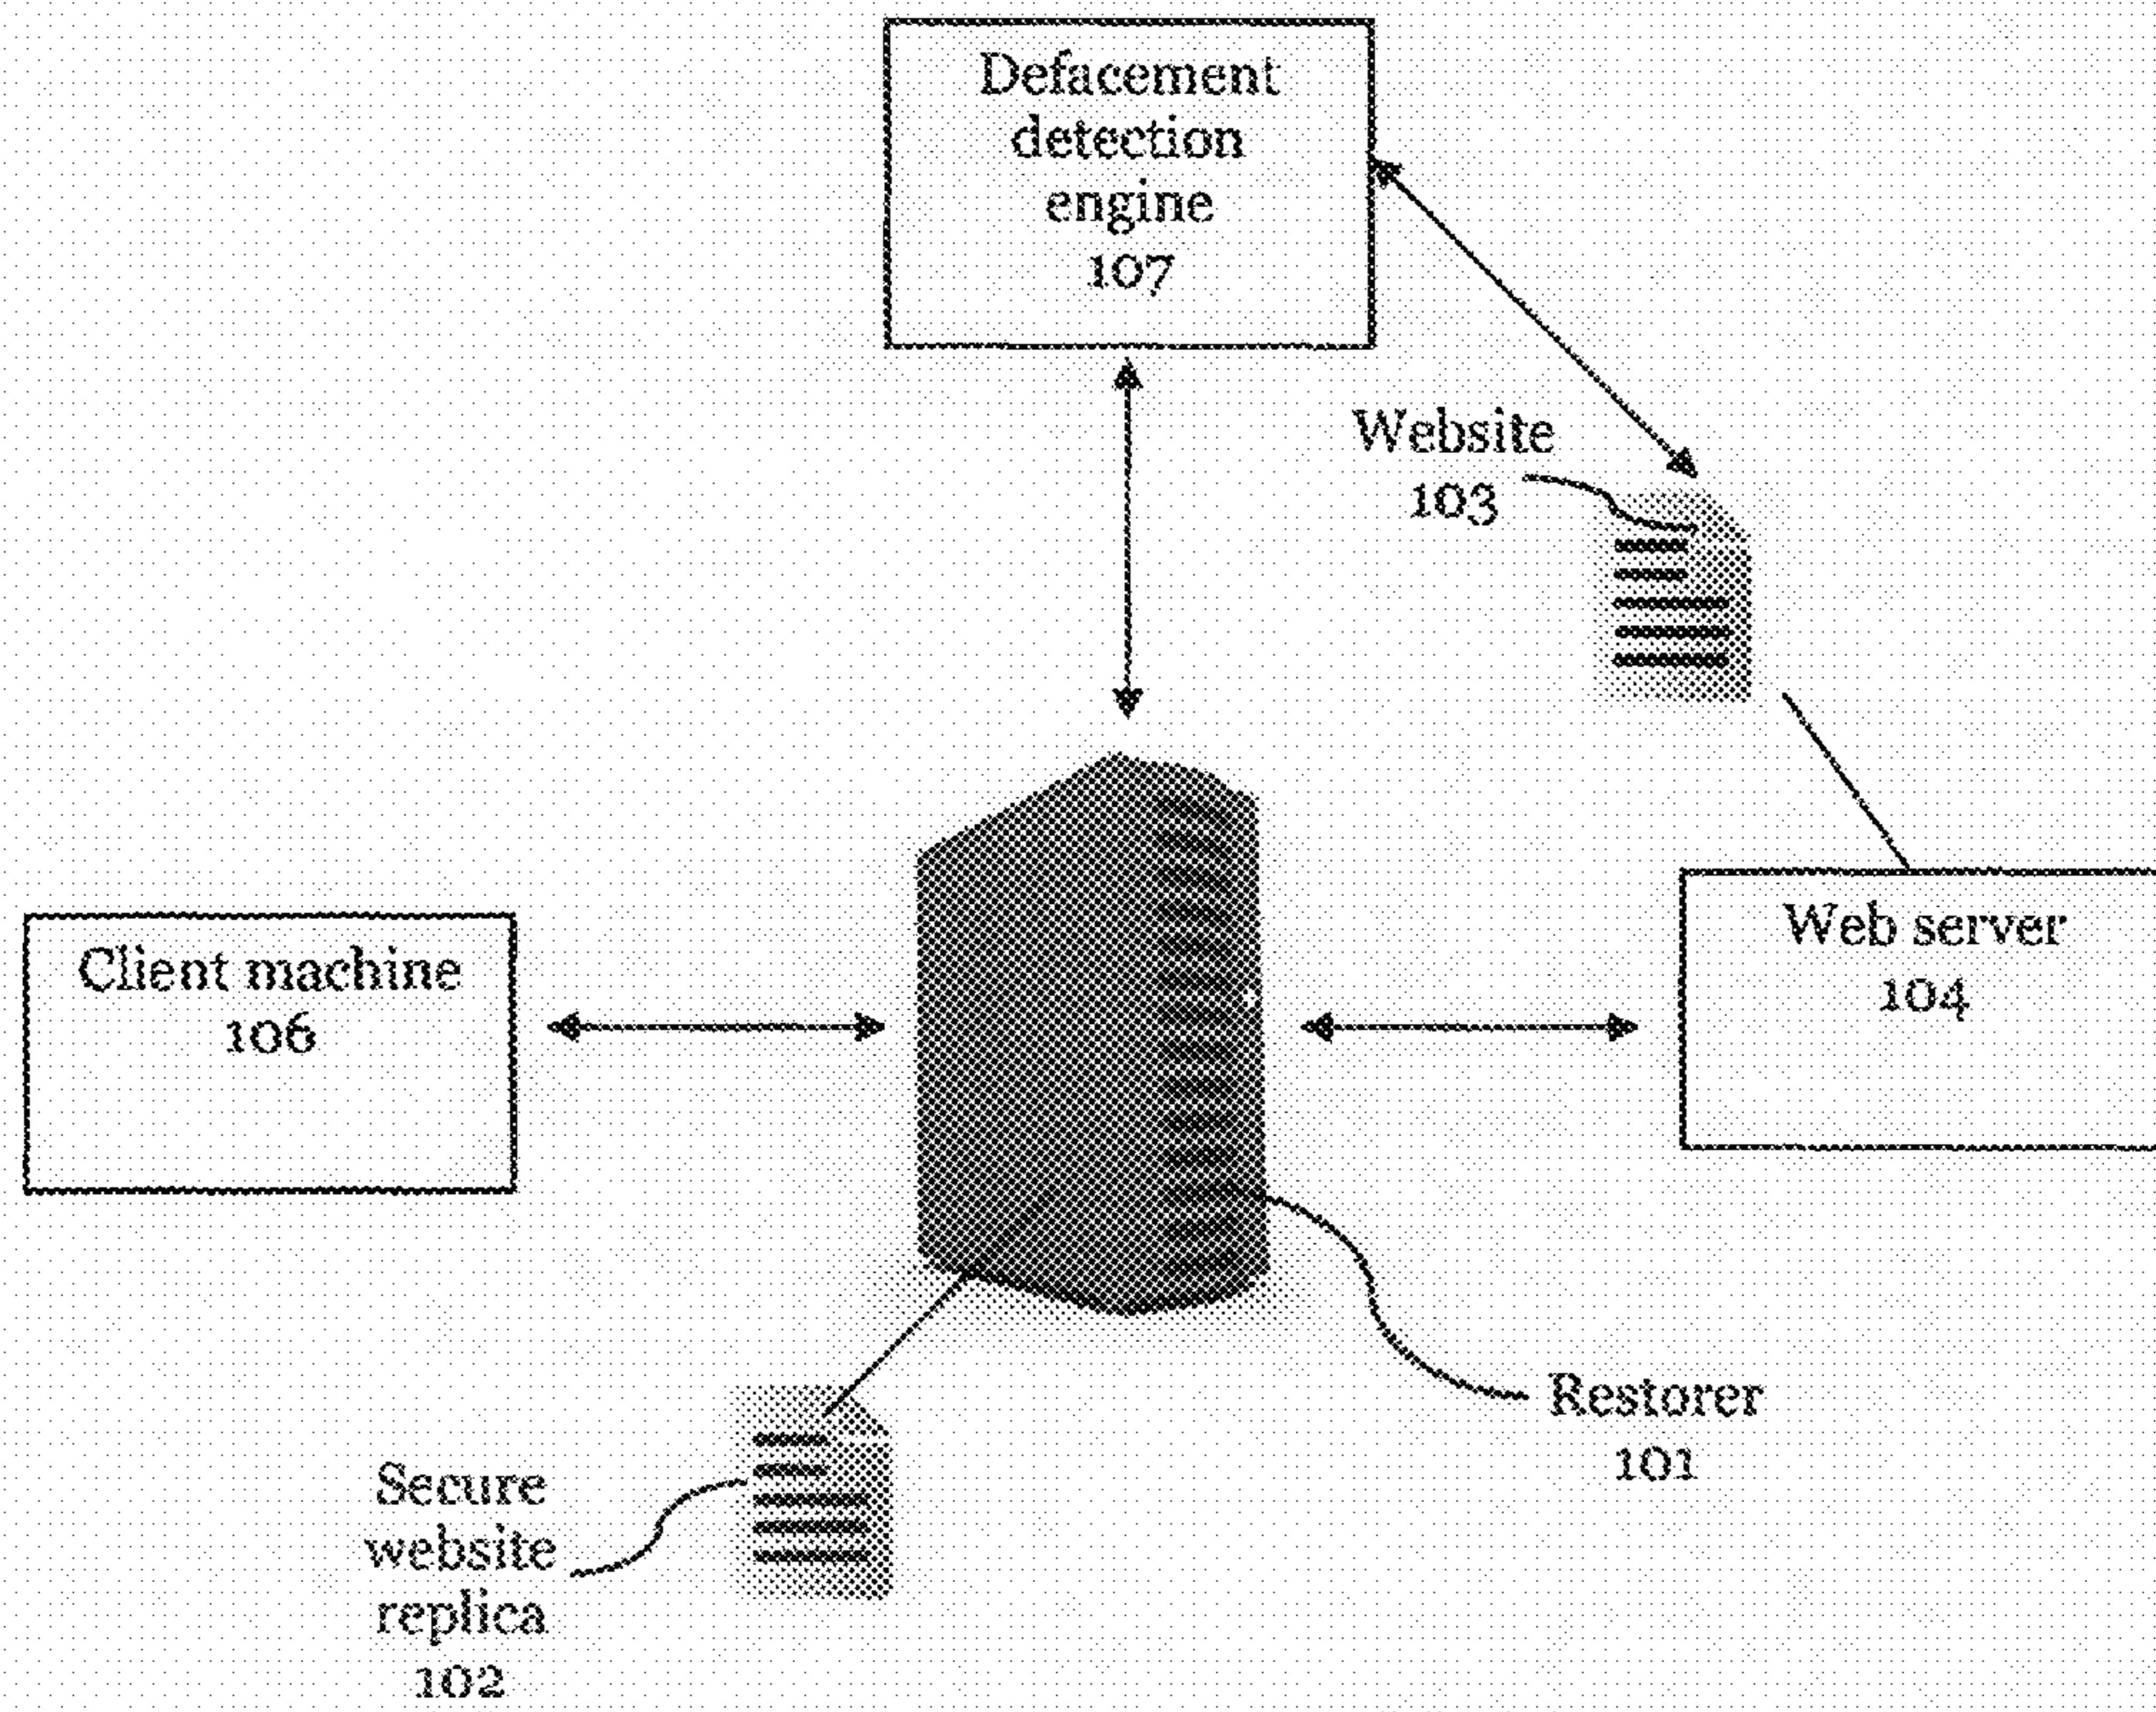 Defacement
detection
engine
107
Website
103
Client machine
106
Web server
104
Restorer
101
Secure
website
replica
102